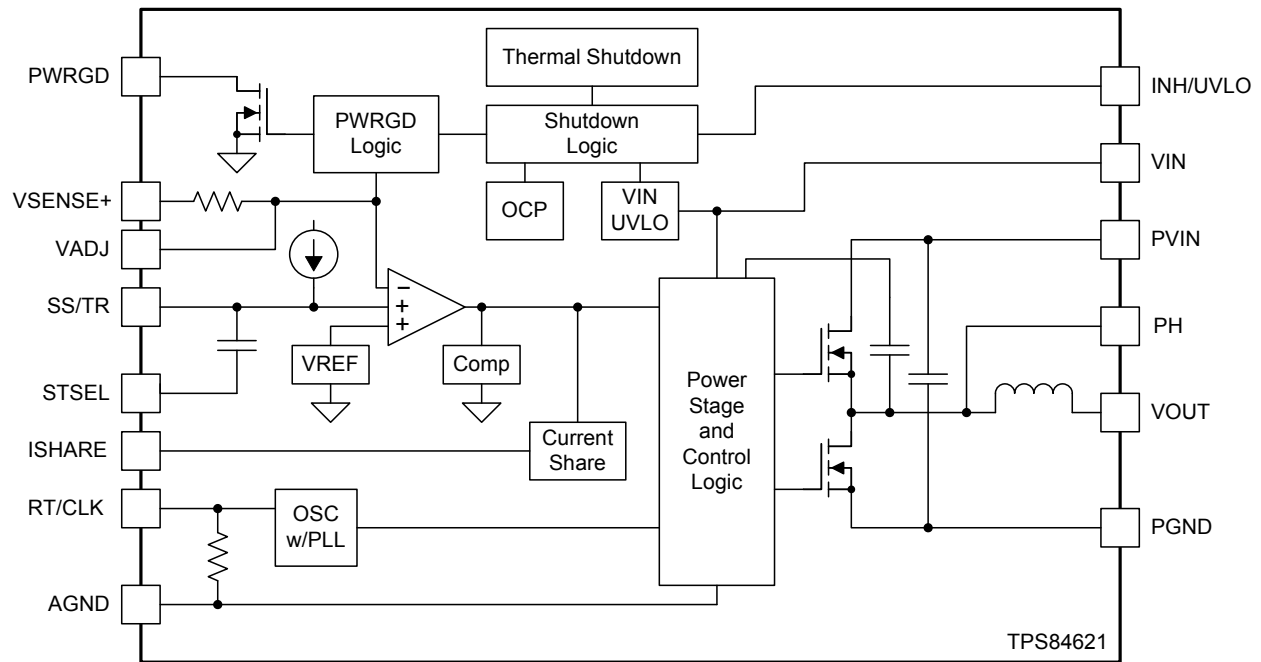 PWRGD
VSENSE+
VADJ
SS/TR
STSEL
ISHARE
RT/CLK
AGND
Thermal Shutdown
PWRGD
Logic
Shutdown
Logic
OCP
VIN
UVLO
−
+
+
VREF
Comp
Current
Share
OSC
w/PLL
Power
Stage
and
Control
Logic
INH/UVLO
VIN
PVIN
PH
VOUT
PGND
TPS84621